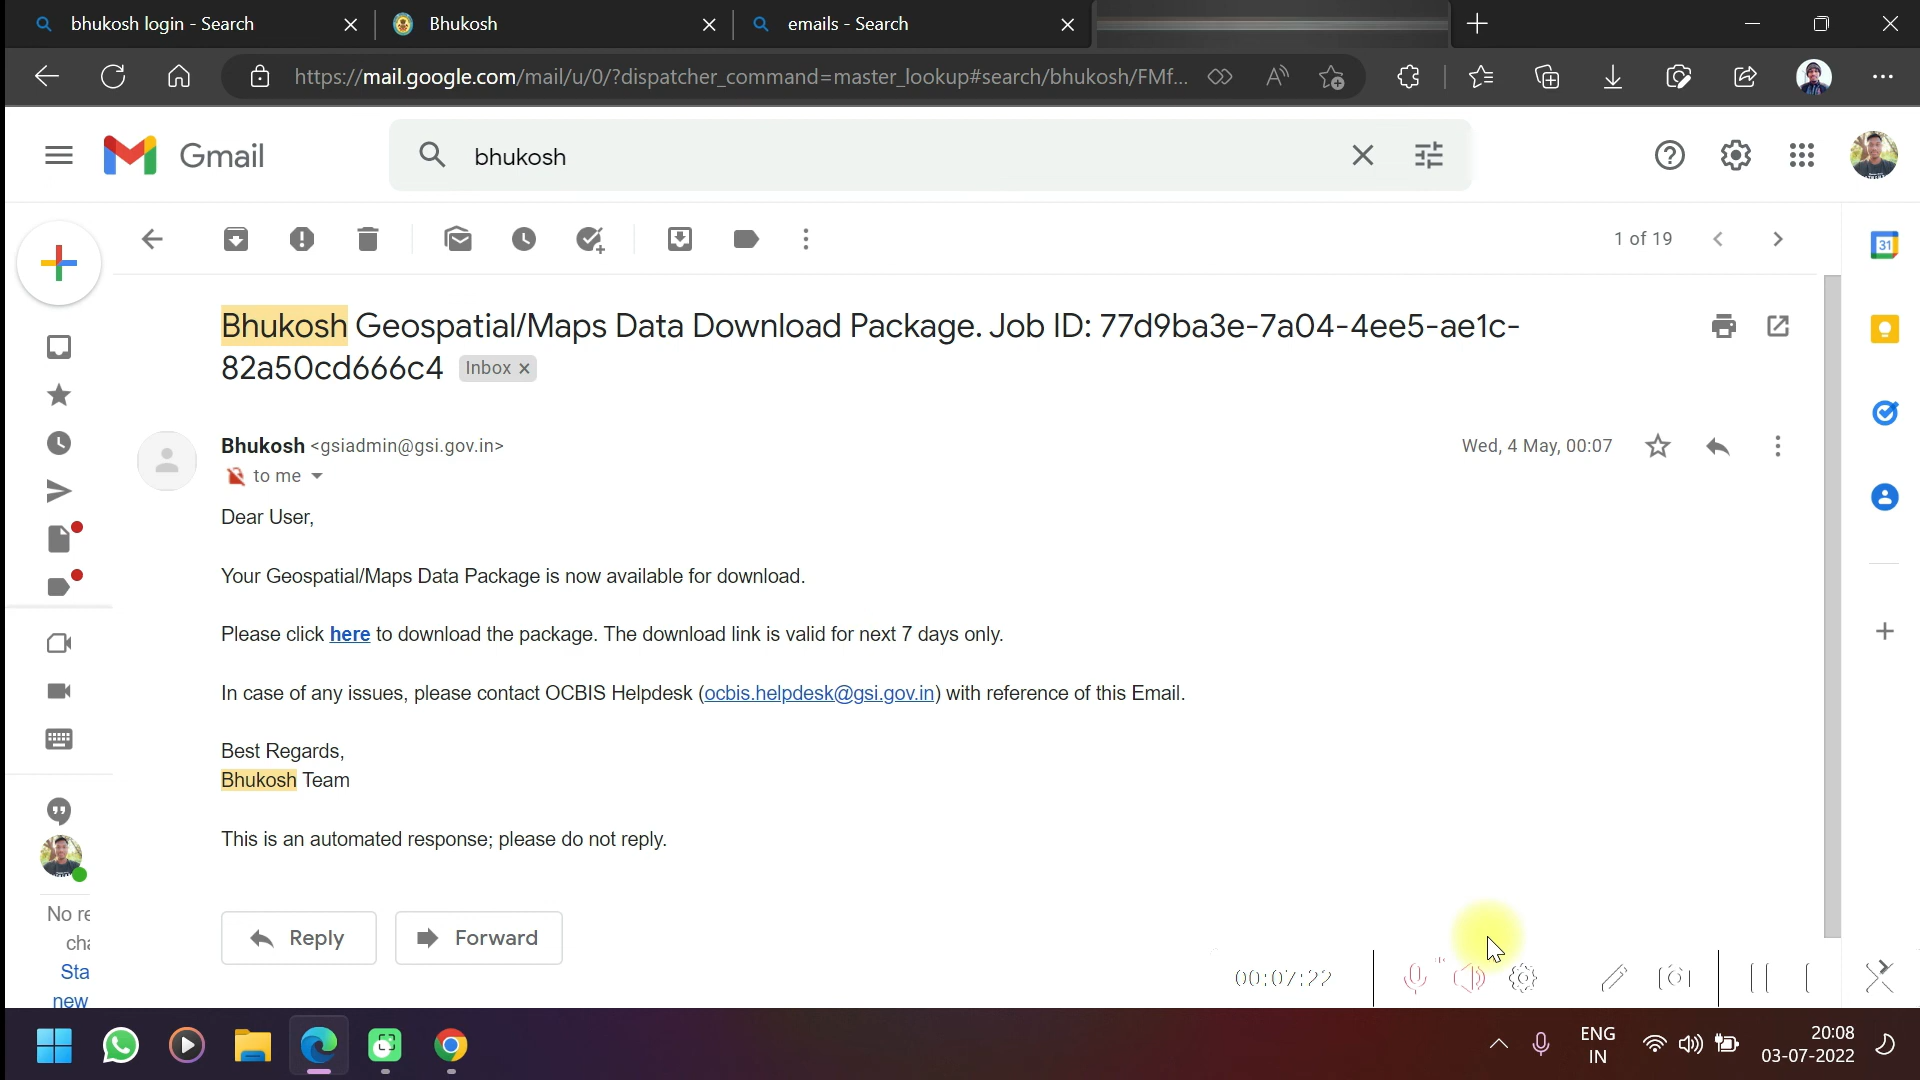 bhukosh login - Search
Bhukosh
emails - Search
https://mail.google.com/mail/u/0/?dispatcher_command=master_lookup#search/bhukosh/FMf...
Gmail
bhukosh
1 of 19
31
Bhukosh Geospatial/Maps Data Download Package. Job ID: 77d9ba3e-7a04-4ee5-ae1c-
82a50cd666c4 Inbox ×
Bhukosh <gsiadmin@gsi.gov.in>
Wed, 4 May, 00:07
to me
Dear User,
Your Geospatial/Maps Data Package is now available for download.
Please click here to download the package. The download link is valid for next 7 days only.
In case of any issues, please contact OCBIS Helpdesk (ocbis.helpdesk@gsi.gov.in) with reference of this Email.
Best Regards,
Bhukosh Team
This is an automated response; please do not reply.
No re
cha
Sta
new
Reply
Forward
00:07:22
ENG
IN
20:08
03-07-2022